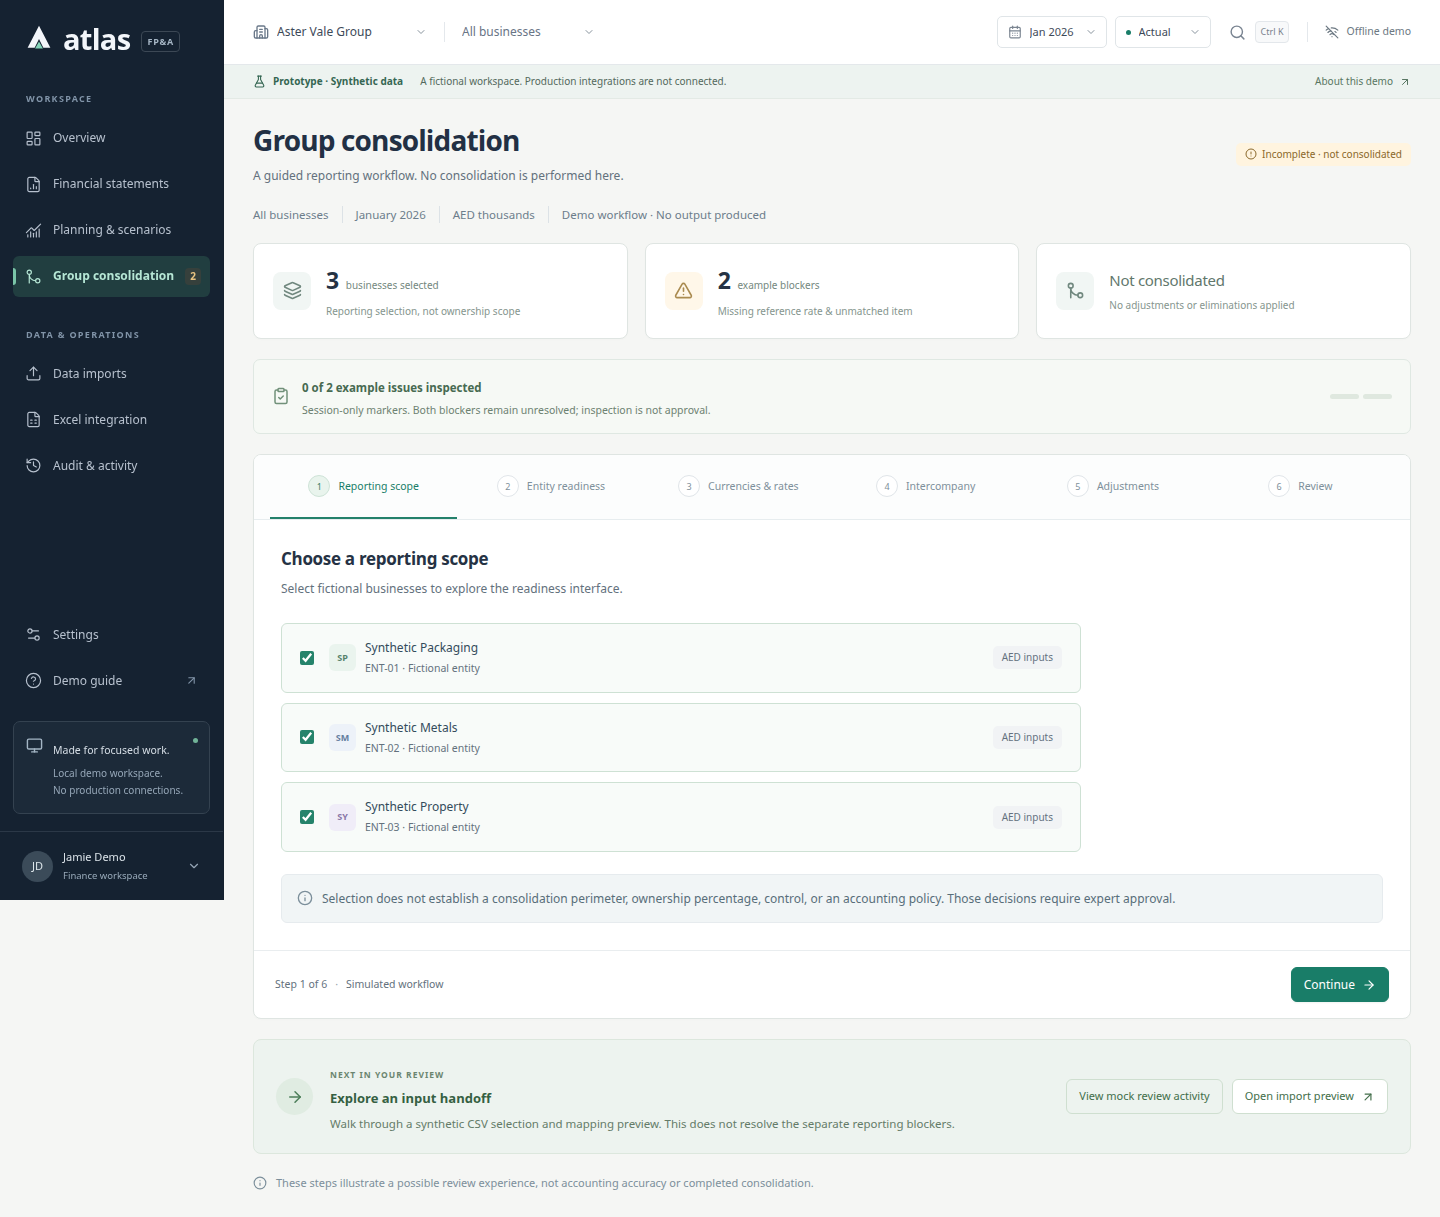 atlas FP&A
WORKSPACE
Overview
Financial statements
Planning & scenarios
Group consolidation 2
DATA & OPERATIONS
Data imports
Excel integration
Audit & activity
Settings
Demo guide
Made for focused work.
Local demo workspace.
No production connections.
JD
Jamie Demo
Finance workspace
Aster Vale Group
All businesses
Jan 2026
Actual
Ctrl K
Offline demo
Prototype · Synthetic data A fictional workspace. Production integrations are not connected.
About this demo
Group consolidation
A guided reporting workflow. No consolidation is performed here.
Incomplete · not consolidated
All businesses January 2026 AED thousands Demo workflow · No output produced
3 businesses selected
Reporting selection, not ownership scope
2 example blockers
Missing reference rate & unmatched item
Not consolidated
No adjustments or eliminations applied
0 of 2 example issues inspected
Session-only markers. Both blockers remain unresolved; inspection is not approval.
1 Reporting scope
2 Entity readiness
3 Currencies & rates
4 Intercompany
5 Adjustments
6 Review
Choose a reporting scope
Select fictional businesses to explore the readiness interface.
SP
Synthetic Packaging
ENT-01 · Fictional entity
AED inputs
SM
Synthetic Metals
ENT-02 · Fictional entity
AED inputs
SY
Synthetic Property
ENT-03 · Fictional entity
AED inputs
Selection does not establish a consolidation perimeter, ownership percentage, control, or an accounting policy. Those decisions require expert approval.
Step 1 of 6 · Simulated workflow
Continue
NEXT IN YOUR REVIEW
Explore an input handoff
Walk through a synthetic CSV selection and mapping preview. This does not resolve the separate reporting blockers.
View mock review activity
Open import preview
These steps illustrate a possible review experience, not accounting accuracy or completed consolidation.